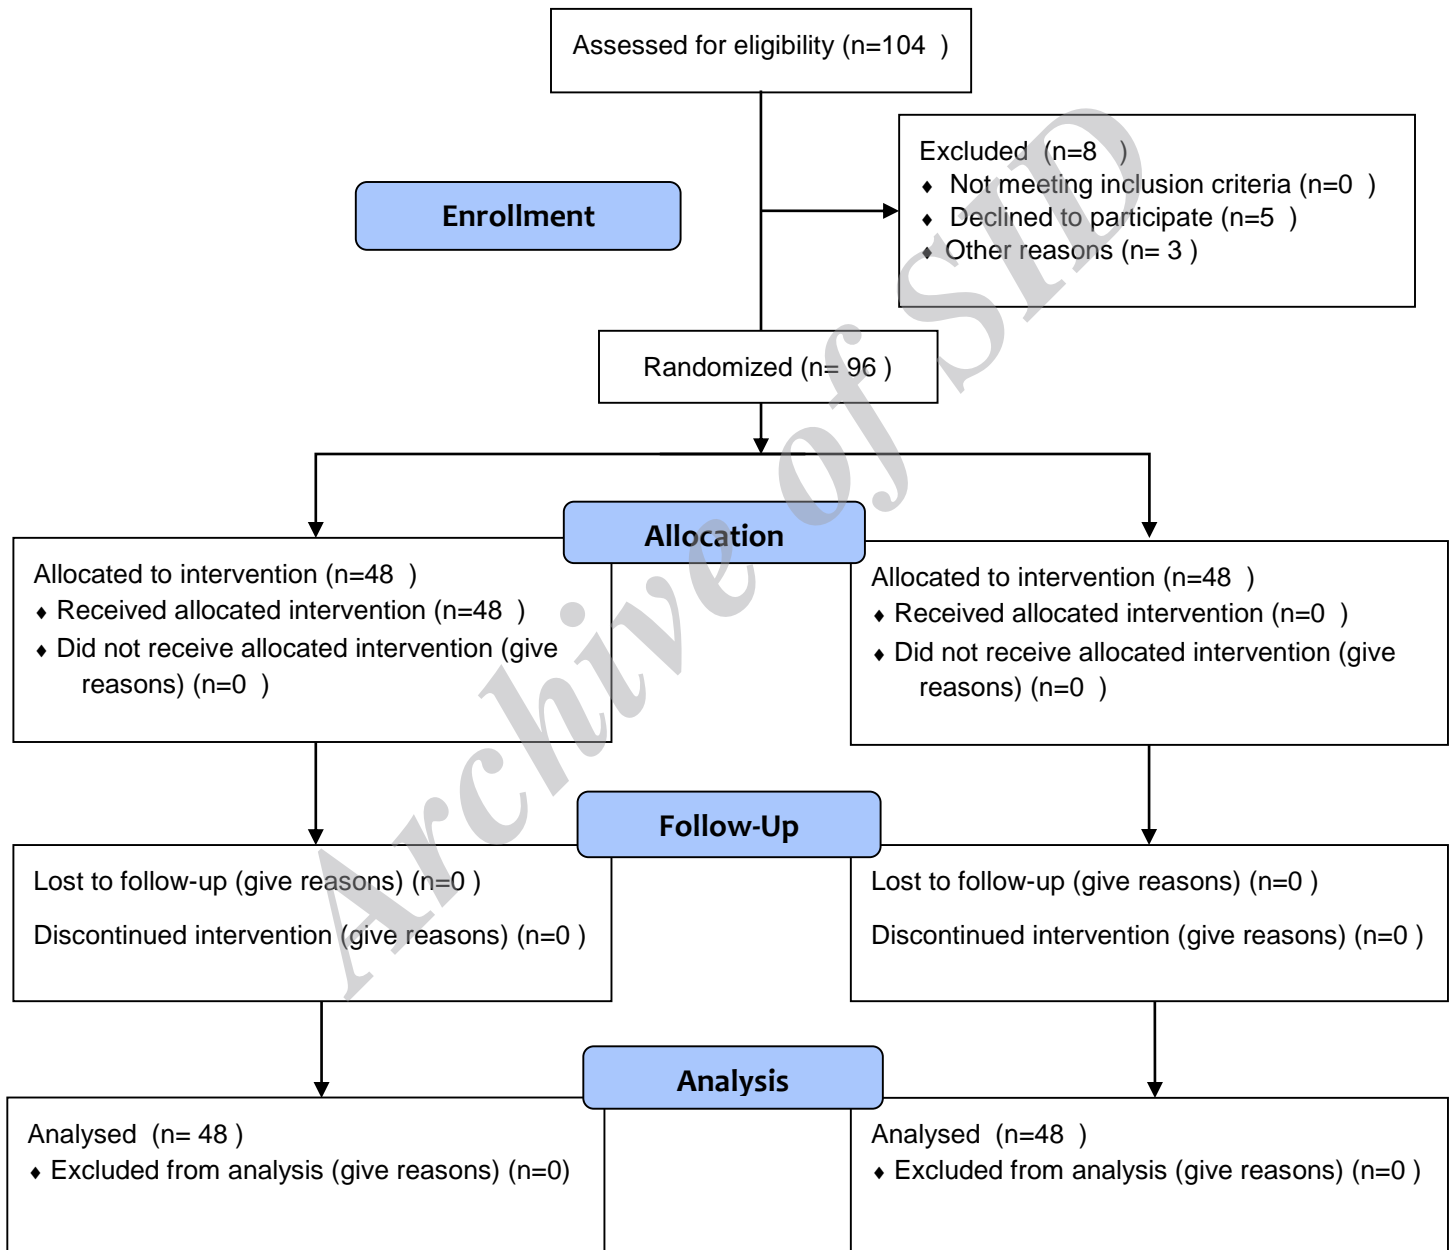 Assessed for eligibility (n=104  )
Excluded  (n=8  )
♦ Not meeting inclusion criteria (n=0  )
♦ Declined to participate (n=5  )
♦ Other reasons (n= 3 )
Enrollment
Randomized (n= 96 )
Allocation
Allocated to intervention (n=48  )
♦ Received allocated intervention (n=48  )
♦ Did not receive allocated intervention (give
reasons) (n=0  )
Allocated to intervention (n=48  )
♦ Received allocated intervention (n=0  )
♦ Did not receive allocated intervention (give
reasons) (n=0  )
Follow-Up
Lost to follow-up (give reasons) (n=0 )
Discontinued intervention (give reasons) (n=0 )
Lost to follow-up (give reasons) (n=0 )
Discontinued intervention (give reasons) (n=0 )
Analysis
Analysed  (n= 48 )
♦ Excluded from analysis (give reasons) (n=0)
Analysed  (n=48  )
♦ Excluded from analysis (give reasons) (n=0 )
Archive of SID